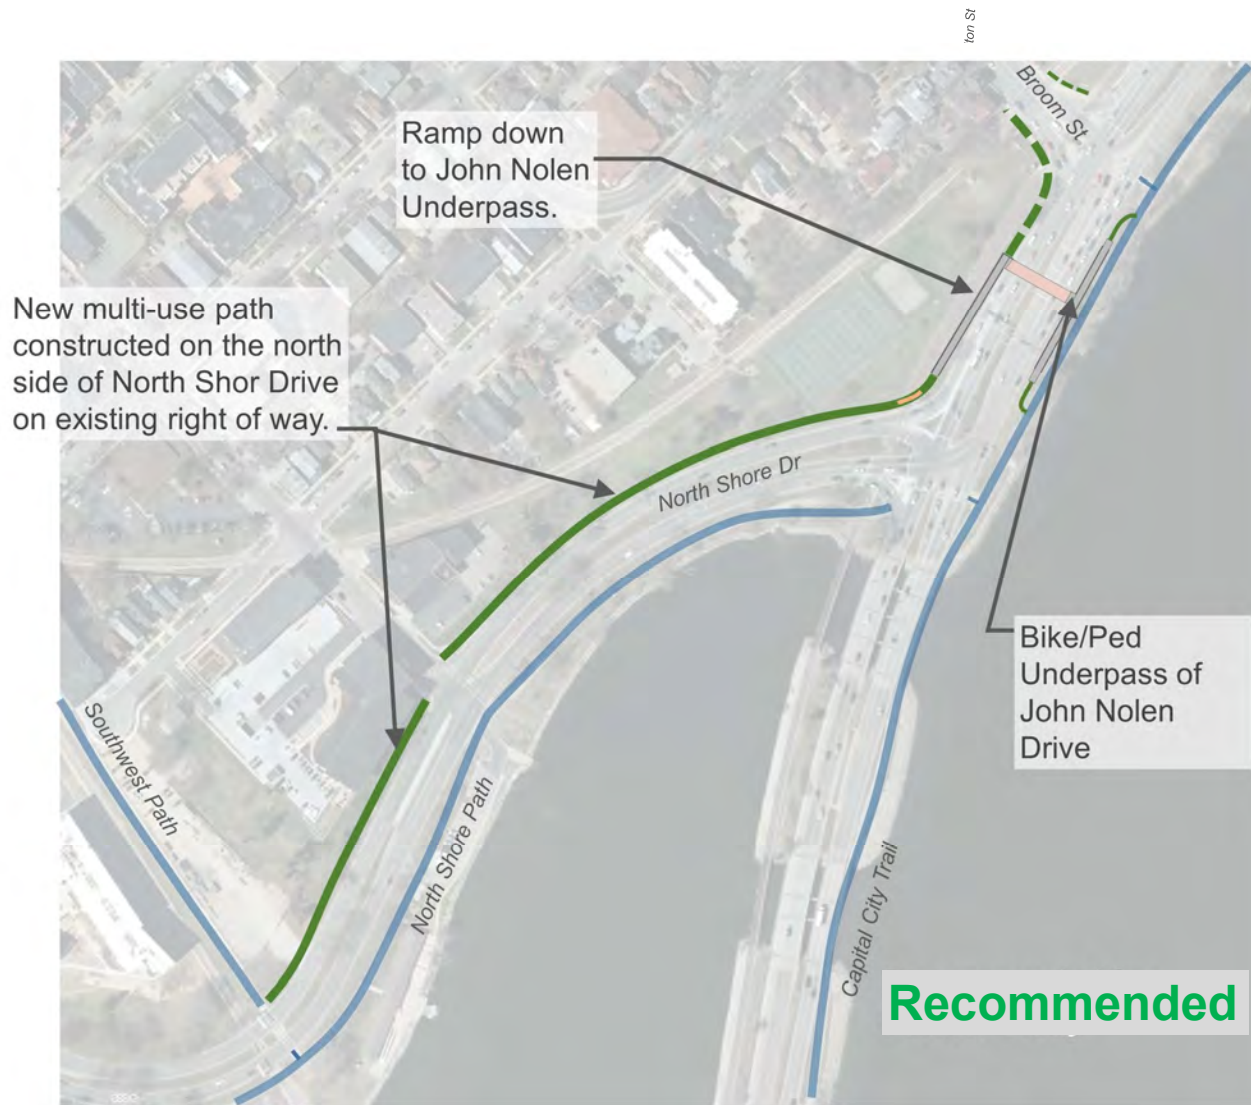 ton St
Broom St
Ramp down
to John Nolen
Underpass.
New multi-use path
constructed on the north
side of North Shor Drive
on existing right of way.
North Shore Dr
Bike/Ped
Underpass of
John Nolen
Drive
Southwest Path
North Shore Path
Capital City Trail
Recommended